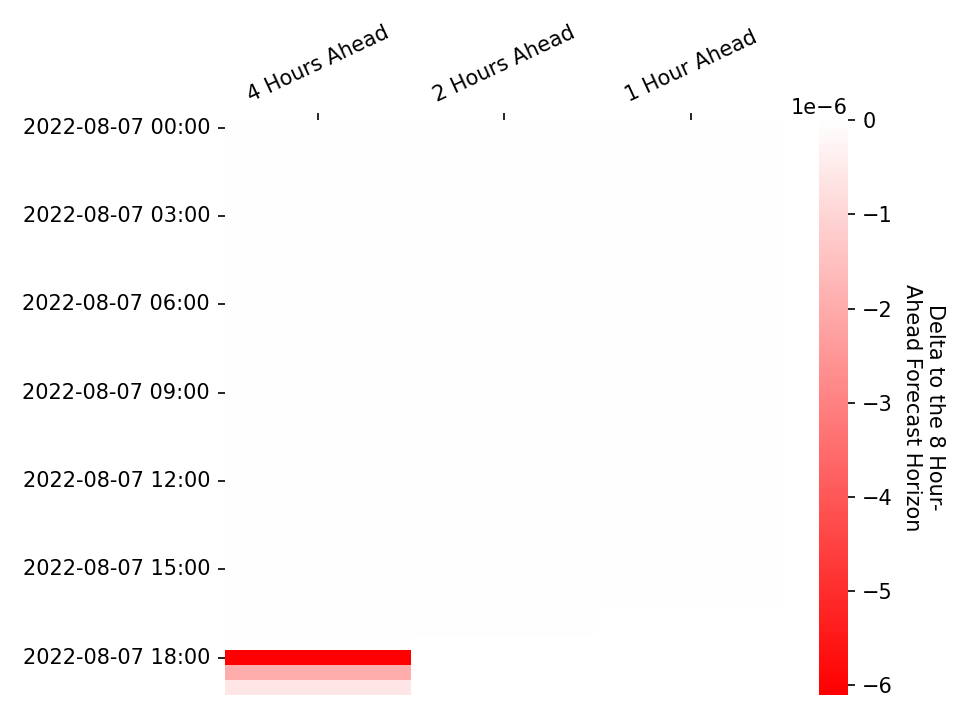 4 Hours Ahead
2 Hours Ahead
1 Hour Ahead
1e−6
2022-08-07 00:00
2022-08-07 03:00
2022-08-07 06:00
2022-08-07 09:00
2022-08-07 12:00
2022-08-07 15:00
2022-08-07 18:00
0
−1
−2
−3
−4
−5
−6
Delta to the 8 Hour-
Ahead Forecast Horizon